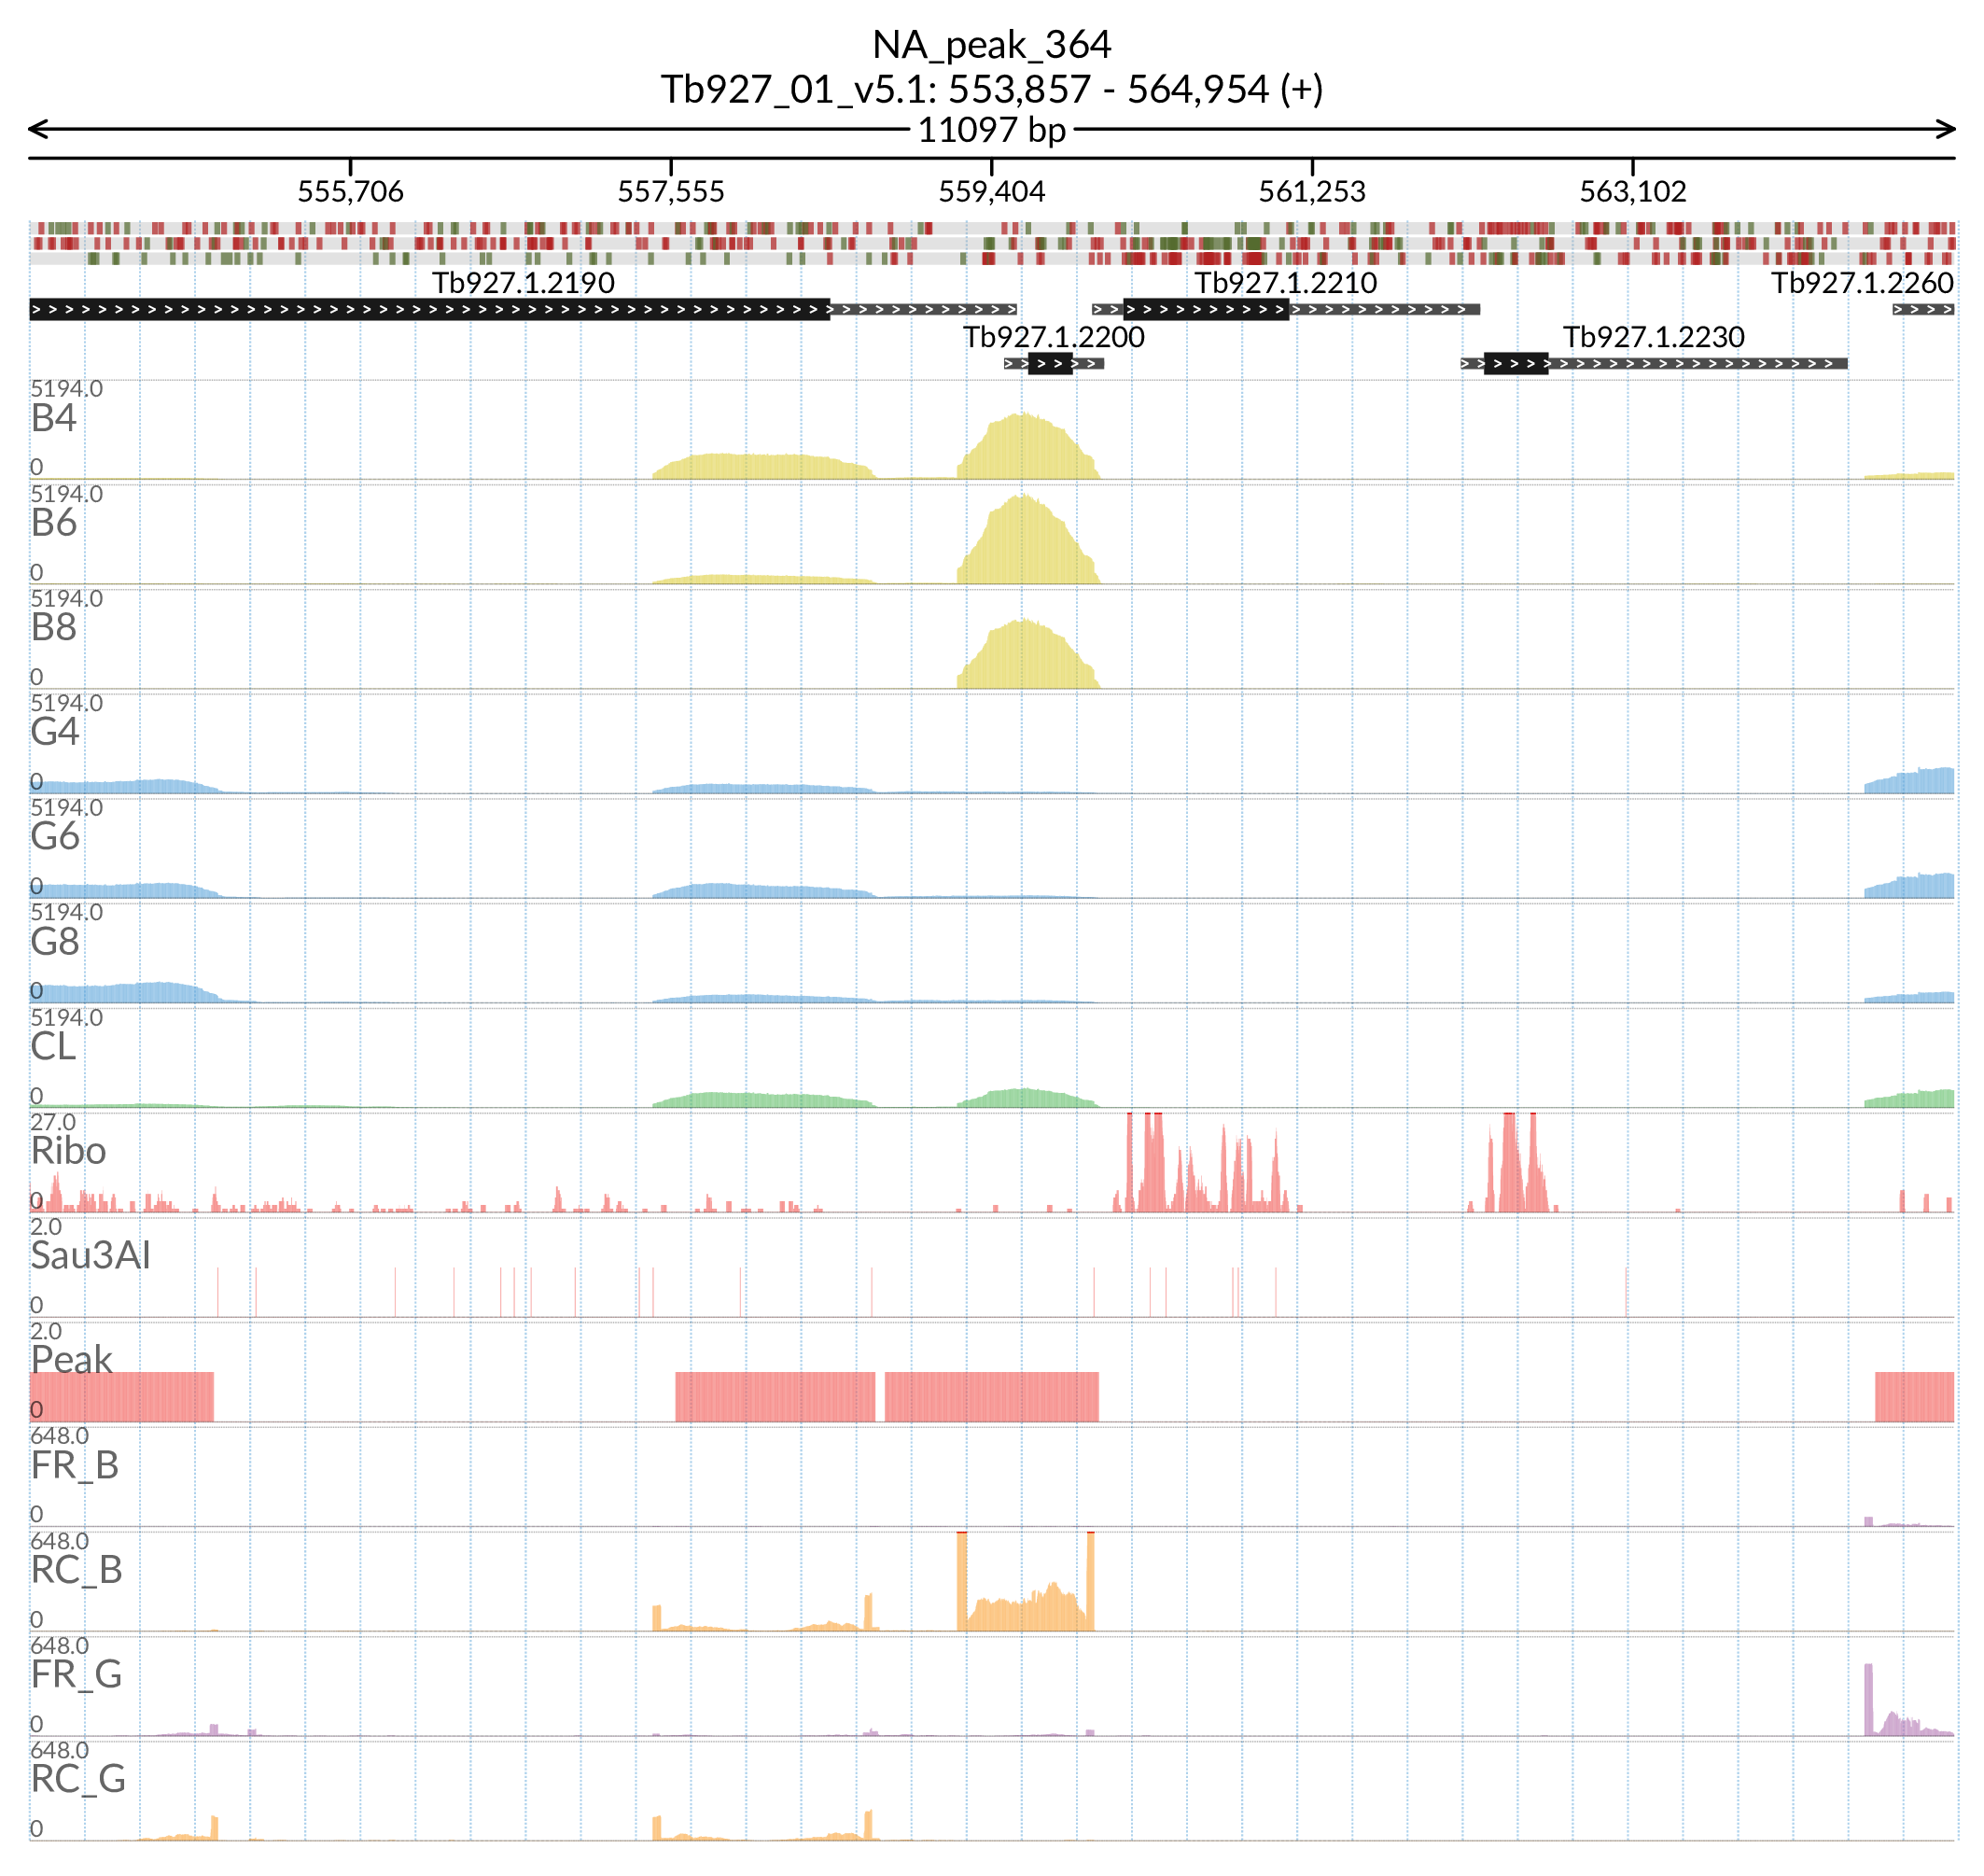 NA_peak_364
Tb927_01_v5.1: 553,857 - 564,954 (+)
11097 bp
555,706 557,555 559,404 561,253 563,102
Tb927.1.2190 Tb927.1.2210 Tb927.1.2260
Tb927.1.2200 Tb927.1.2230
5194.0
B4
0
5194.0
B6
0
5194.0
B8
0
5194.0
G4
0
5194.0
G6
0
5194.0
G8
0
5194.0
CL
0
27.0
Ribo
0
2.0
Sau3AI
0
2.0
Peak
0
648.0
FR_B
0
648.0
RC_B
0
648.0
FR_G
0
648.0
RC_G
0